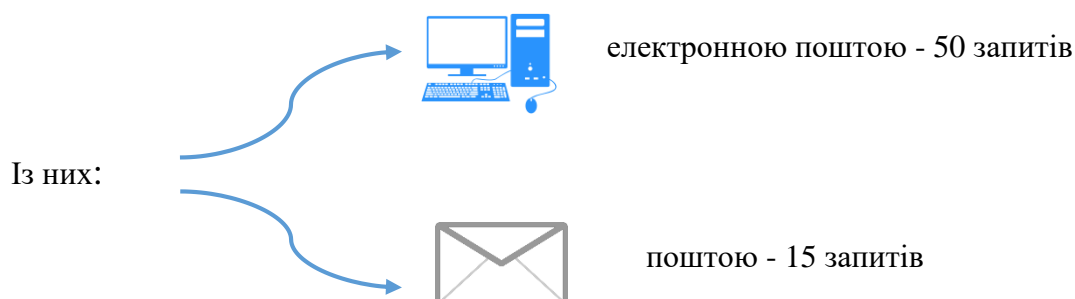 електронною поштою - 50 запитів
Із них:
поштою - 15 запитів